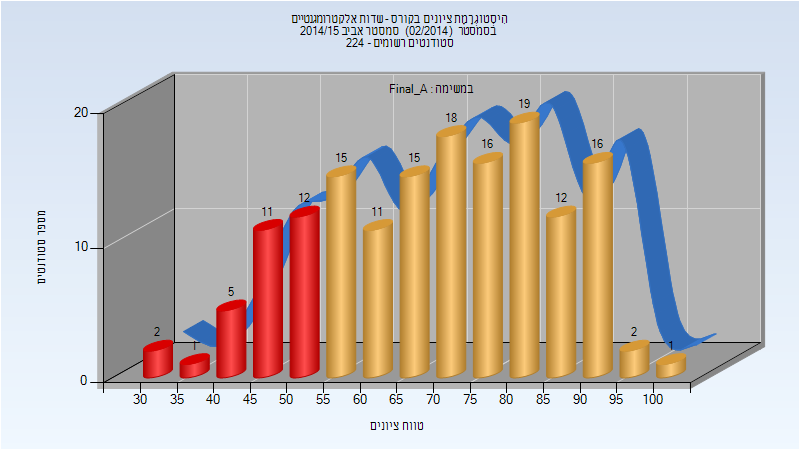 היסטוגרמת ציונים בקורס - שדות אלקטרומגנטיים
בסמסטר (02/2014) סמסטר אביב 2014/15
סטודנטים רשומים - 224
במשימה : Final_A
20
10
0
מספר סטודנטים
2
1
5
11
12
15
11
15
18
16
19
12
16
2
1
30 35 40 45 50 55 60 65 70 75 80 85 90 95 100
טווח ציונים